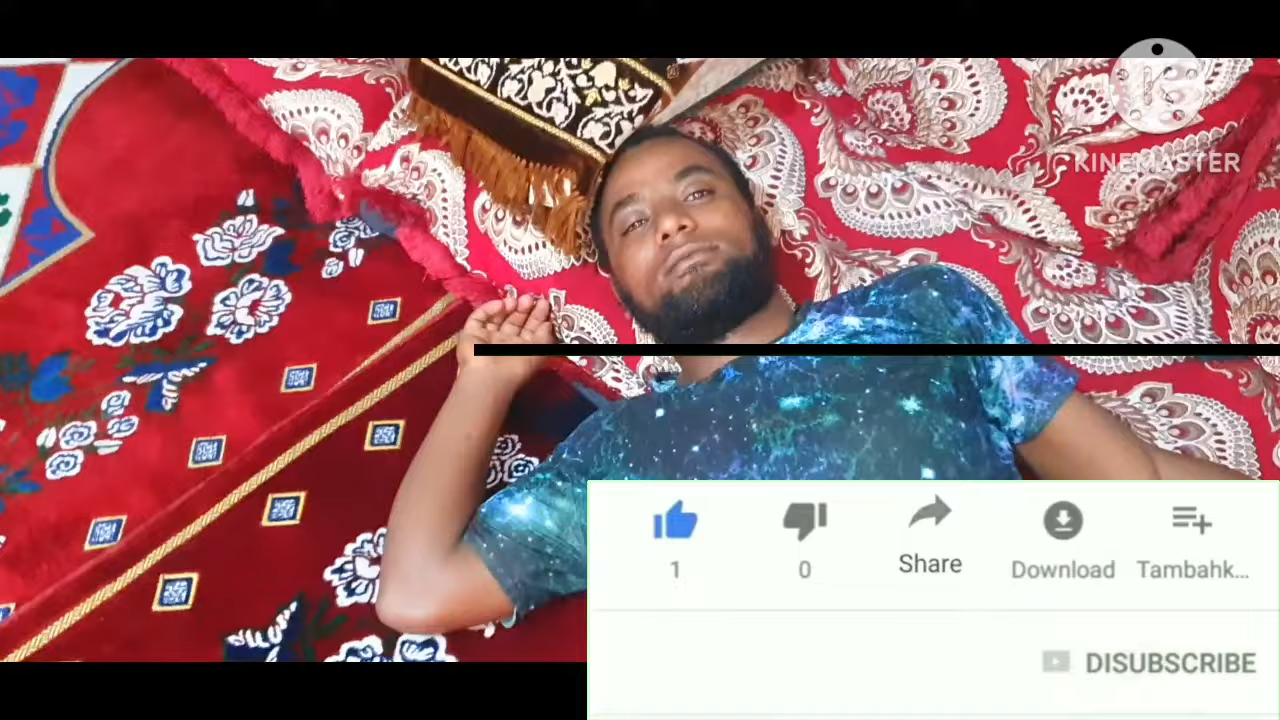 KINEMASTER
1
0
Share
Download
Tambahk...
DISUBSCRIBE